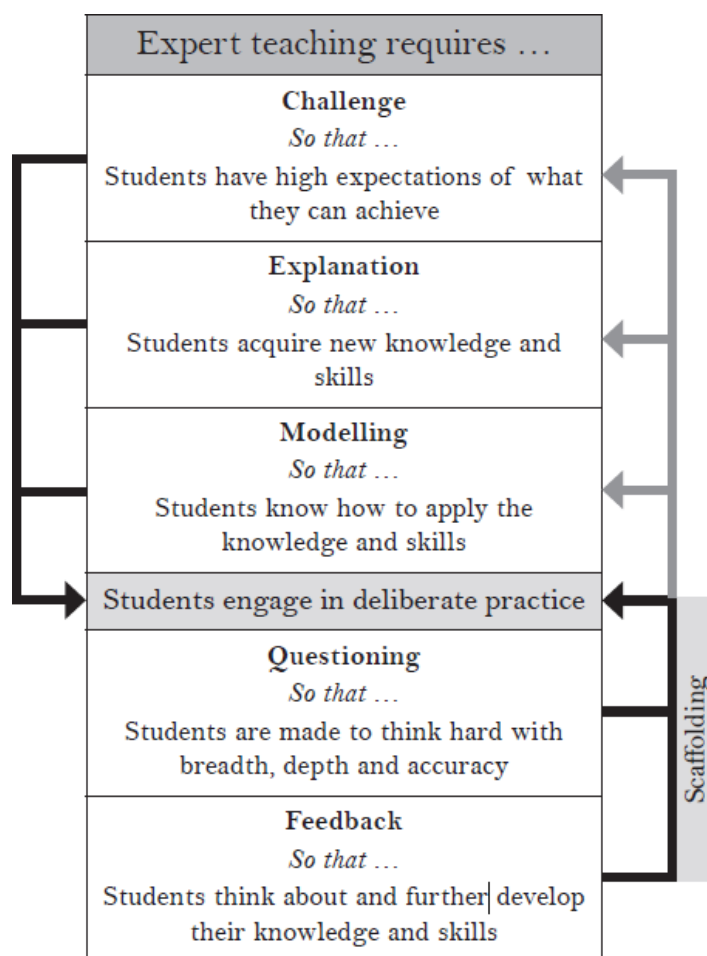 Expert teaching requires …
Challenge
So that …
Students have high expectations of what
they can achieve
Explanation
So that …
Students acquire new knowledge and
skills
Modelling
So that …
Students know how to apply the
knowledge and skills
Students engage in deliberate practice
Questioning
So that …
Students are made to think hard with
breadth, depth and accuracy
Feedback
So that …
Students think about and further develop
their knowledge and skills
Scaffolding